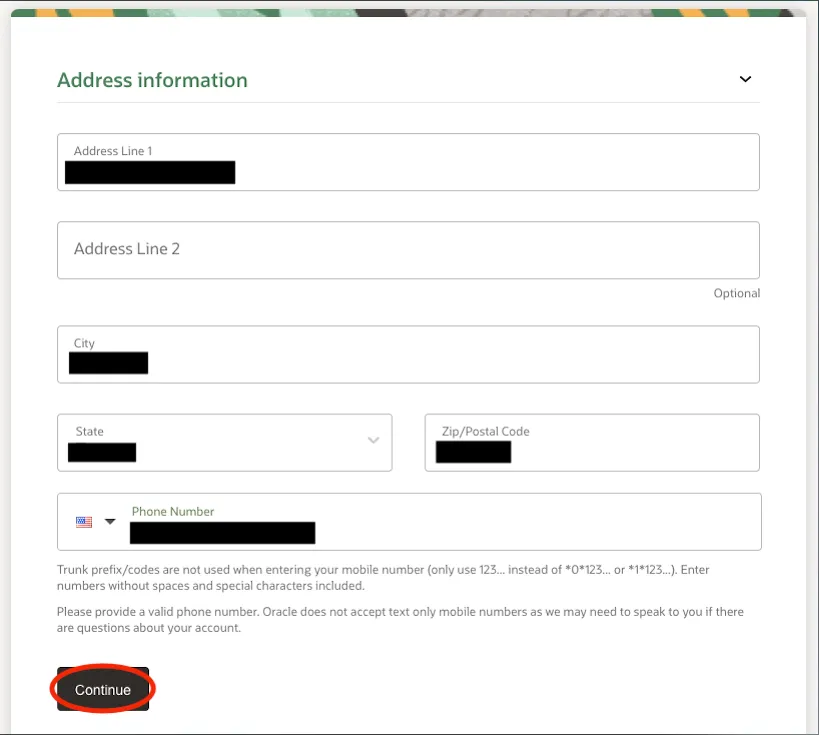 Address information
Address Line 1
Address Line 2
Optional
City
State
Zip/Postal Code
Phone Number
Trunk prefix/codes are not used when entering your mobile number (only use 123... instead of *0*123... or *1*123...). Enter
numbers without spaces and special characters included.
Please provide a valid phone number. Oracle does not accept text only mobile numbers as we may need to speak to you if there
are questions about your account.
Continue